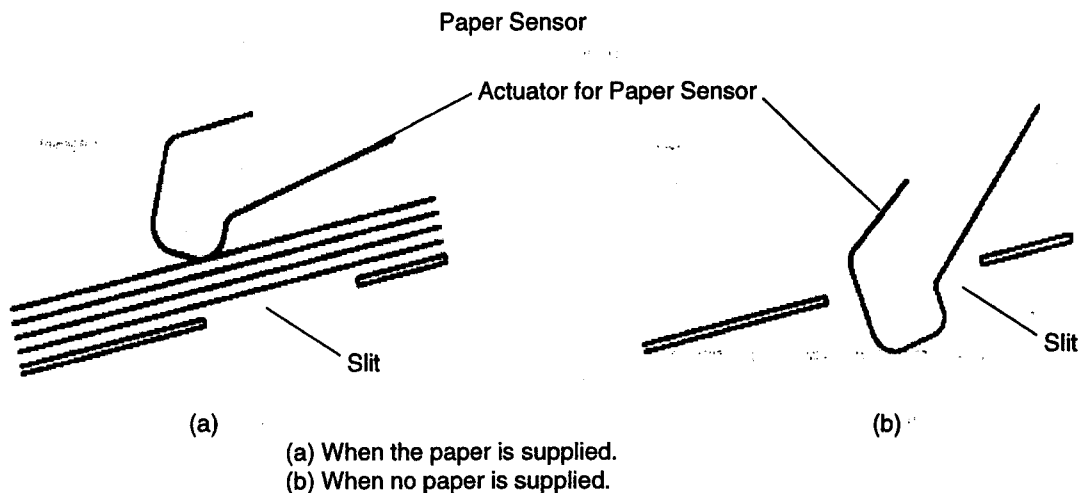 Paper Sensor
Actuator for Paper Sensor
Slit
Slit
(a)
(b)
(a) When the paper is supplied.
(b) When no paper is supplied.